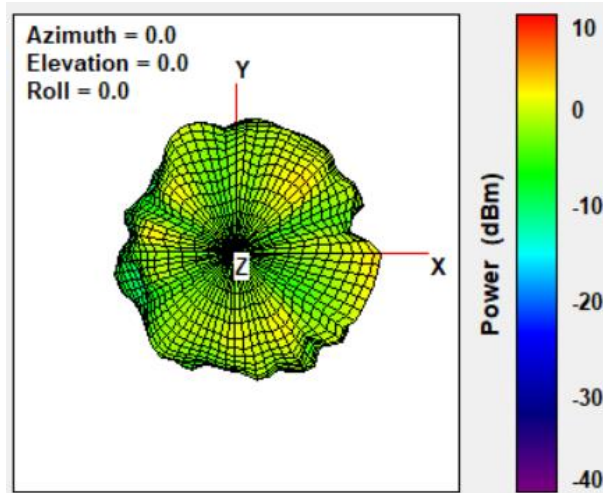 Azimuth = 0.0
Elevation = 0.0
Roll = 0.0
Y
X
Z
Power (dBm)
10
0
-10
-20
-30
-40